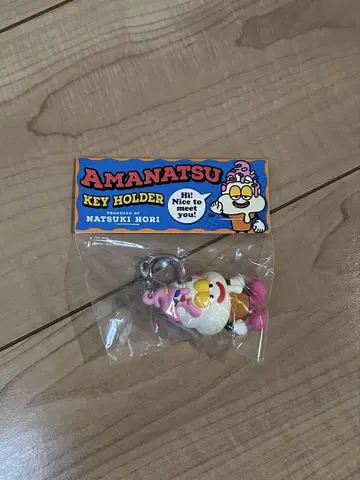 AMANATSU
KEY HOLDER
PRODUCED BY
NATSUKI HORI
Hi!
Nice to
meet
you!